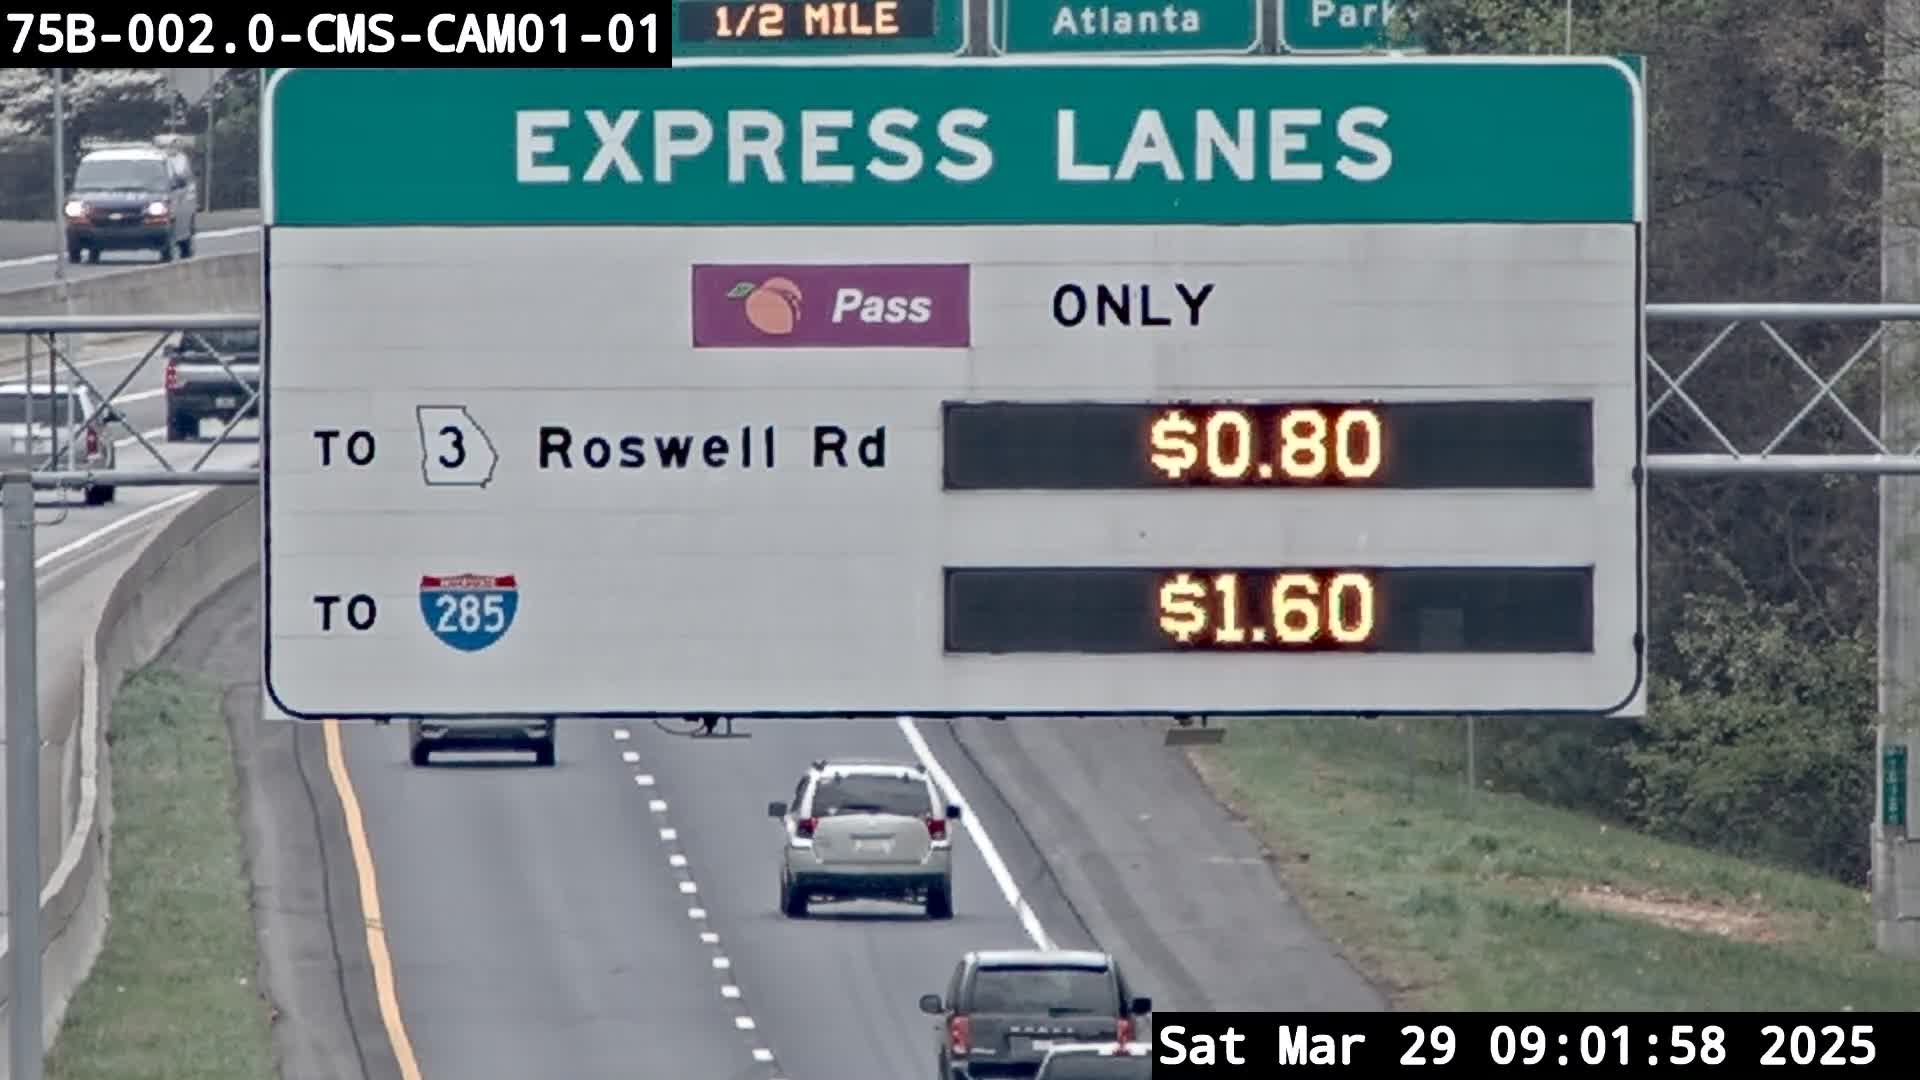 75B-002.0-CMS-CAM01-01
1/2 MILE
Atlanta
EXPRESS LANES
Pass ONLY
TO 3 Roswell Rd $0.80
TO INTERSTATE 285 $1.60
Sat Mar 29 09:01:58 2025